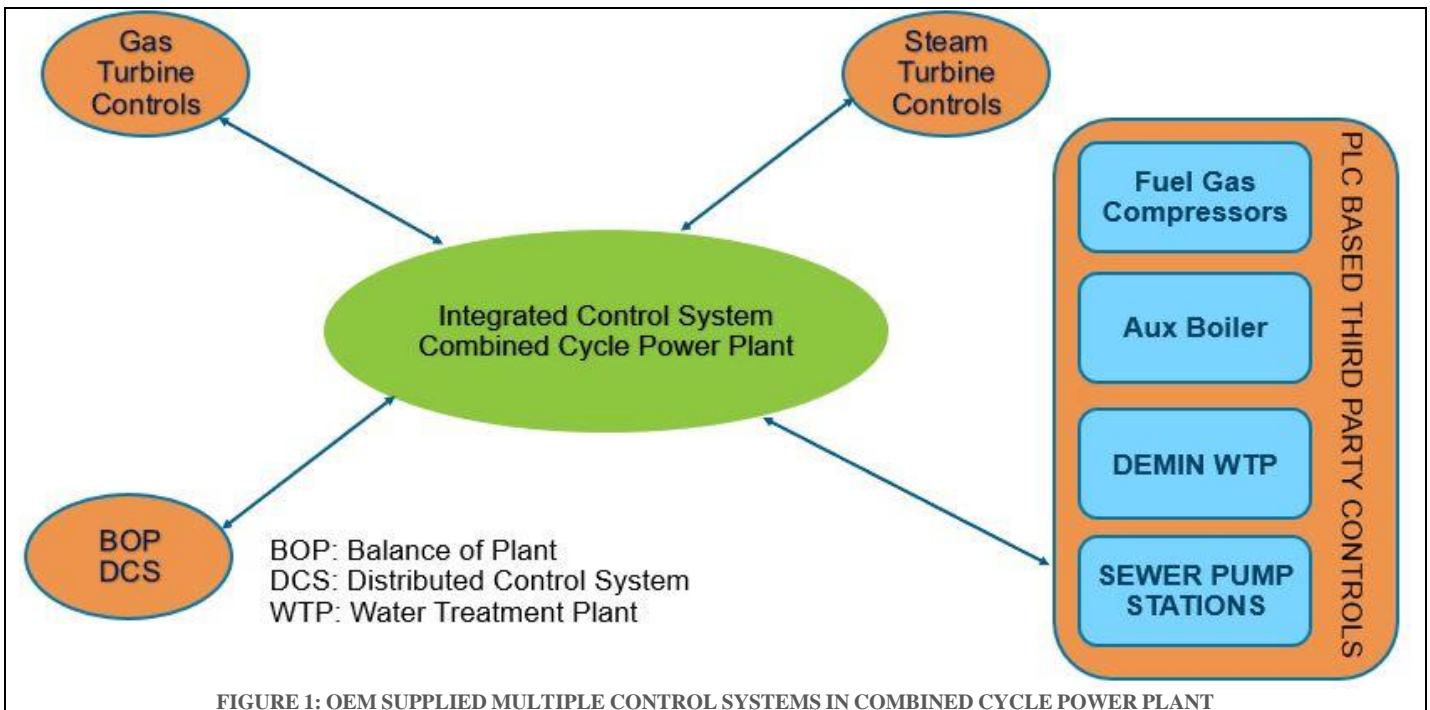 Gas
Turbine
Controls
Steam
Turbine
Controls
PLC BASED THIRD PARTY CONTROLS
Fuel Gas
Compressors
Aux Boiler
DEMIN WTP
SEWER PUMP
STATIONS
Integrated Control System
Combined Cycle Power Plant
BOP
DCS
BOP: Balance of Plant
DCS: Distributed Control System
WTP: Water Treatment Plant
FIGURE 1: OEM SUPPLIED MULTIPLE CONTROL SYSTEMS IN COMBINED CYCLE POWER PLANT